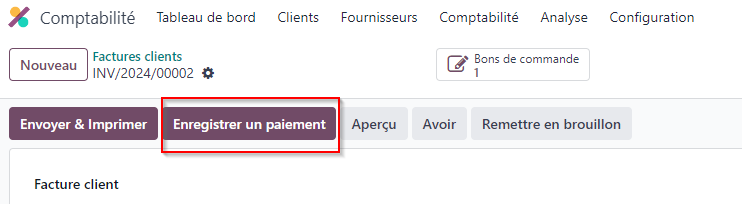 Comptabilité Tableau de bord Clients Fournisseurs Comptabilité Analyse Configuration
Nouveau
Factures clients
INV/2024/00002
Bons de commande
1
Envoyer & Imprimer Enregistrer un paiement Aperçu Avoir Remettre en brouillon
Facture client